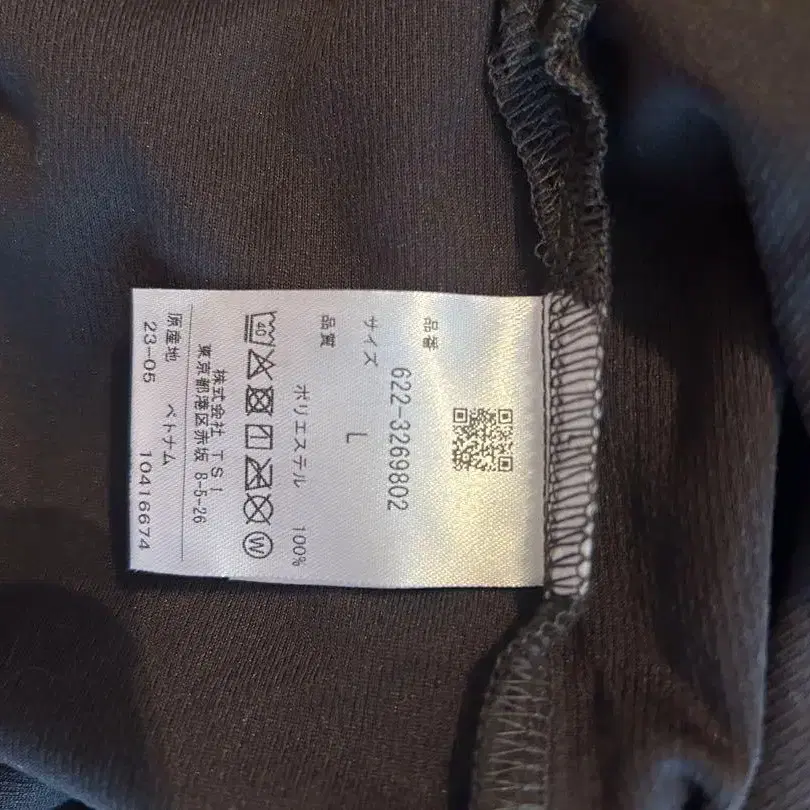 品番
622-3269802
サイズ
L
品質
ポリエステル 100%
40
W
株式会社 TSI
東京都港区赤坂 8-5-26
原産地 ベトナム
23-05 10416674